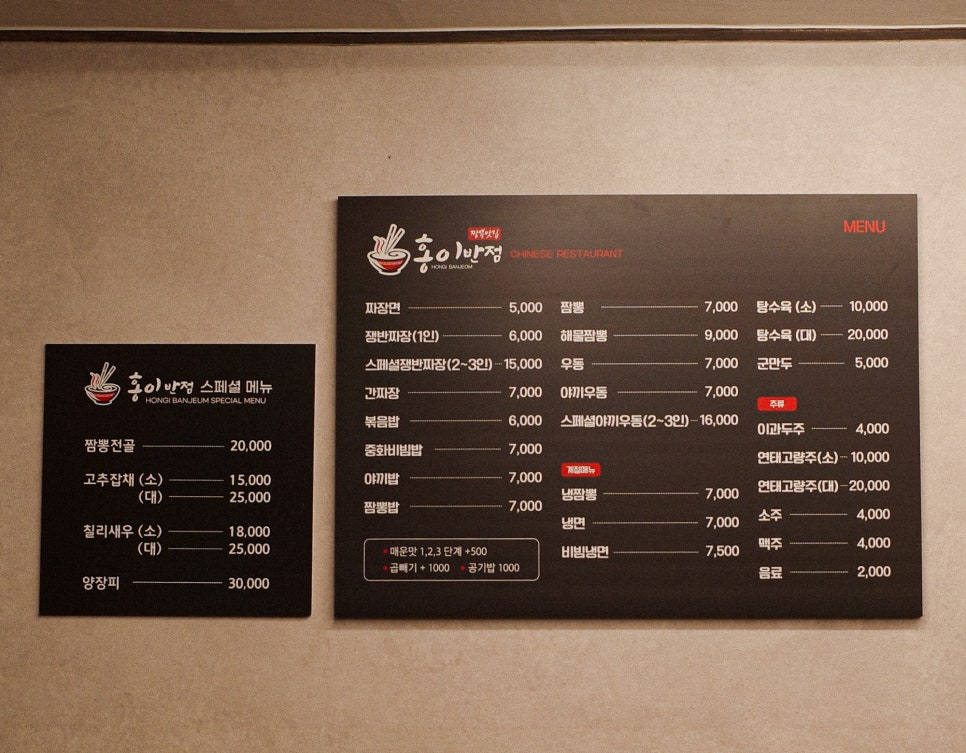 홍이반점 스페셜 메뉴
HONGI BANJEUM SPECIAL MENU
짬뽕전골 20,000
고추잡채 (소) 15,000
(대) 25,000
칠리새우 (소) 18,000
(대) 25,000
양장피 30,000
짬뽕맛집
홍이반점 CHINESE RESTAURANT
HONGI BANJEOM
MENU
짜장면 5,000
쟁반짜장(1인) 6,000
스페셜쟁반짜장(2~3인) 15,000
간짜장 7,000
볶음밥 6,000
중화비빔밥 7,000
야끼밥 7,000
짬뽕밥 7,000
매운맛 1,2,3 단계 +500
곱빼기 + 1000 공기밥 1000
짬뽕 7,000
해물짬뽕 9,000
우동 7,000
야끼우동 7,000
스페셜야끼우동(2~3인) 16,000
계절메뉴
냉짬뽕 7,000
냉면 7,000
비빔냉면 7,500
탕수육 (소) 10,000
탕수육 (대) 20,000
군만두 5,000
주류
이과두주 4,000
연태고량주(소) 10,000
연태고량주(대) 20,000
소주 4,000
맥주 4,000
음료 2,000